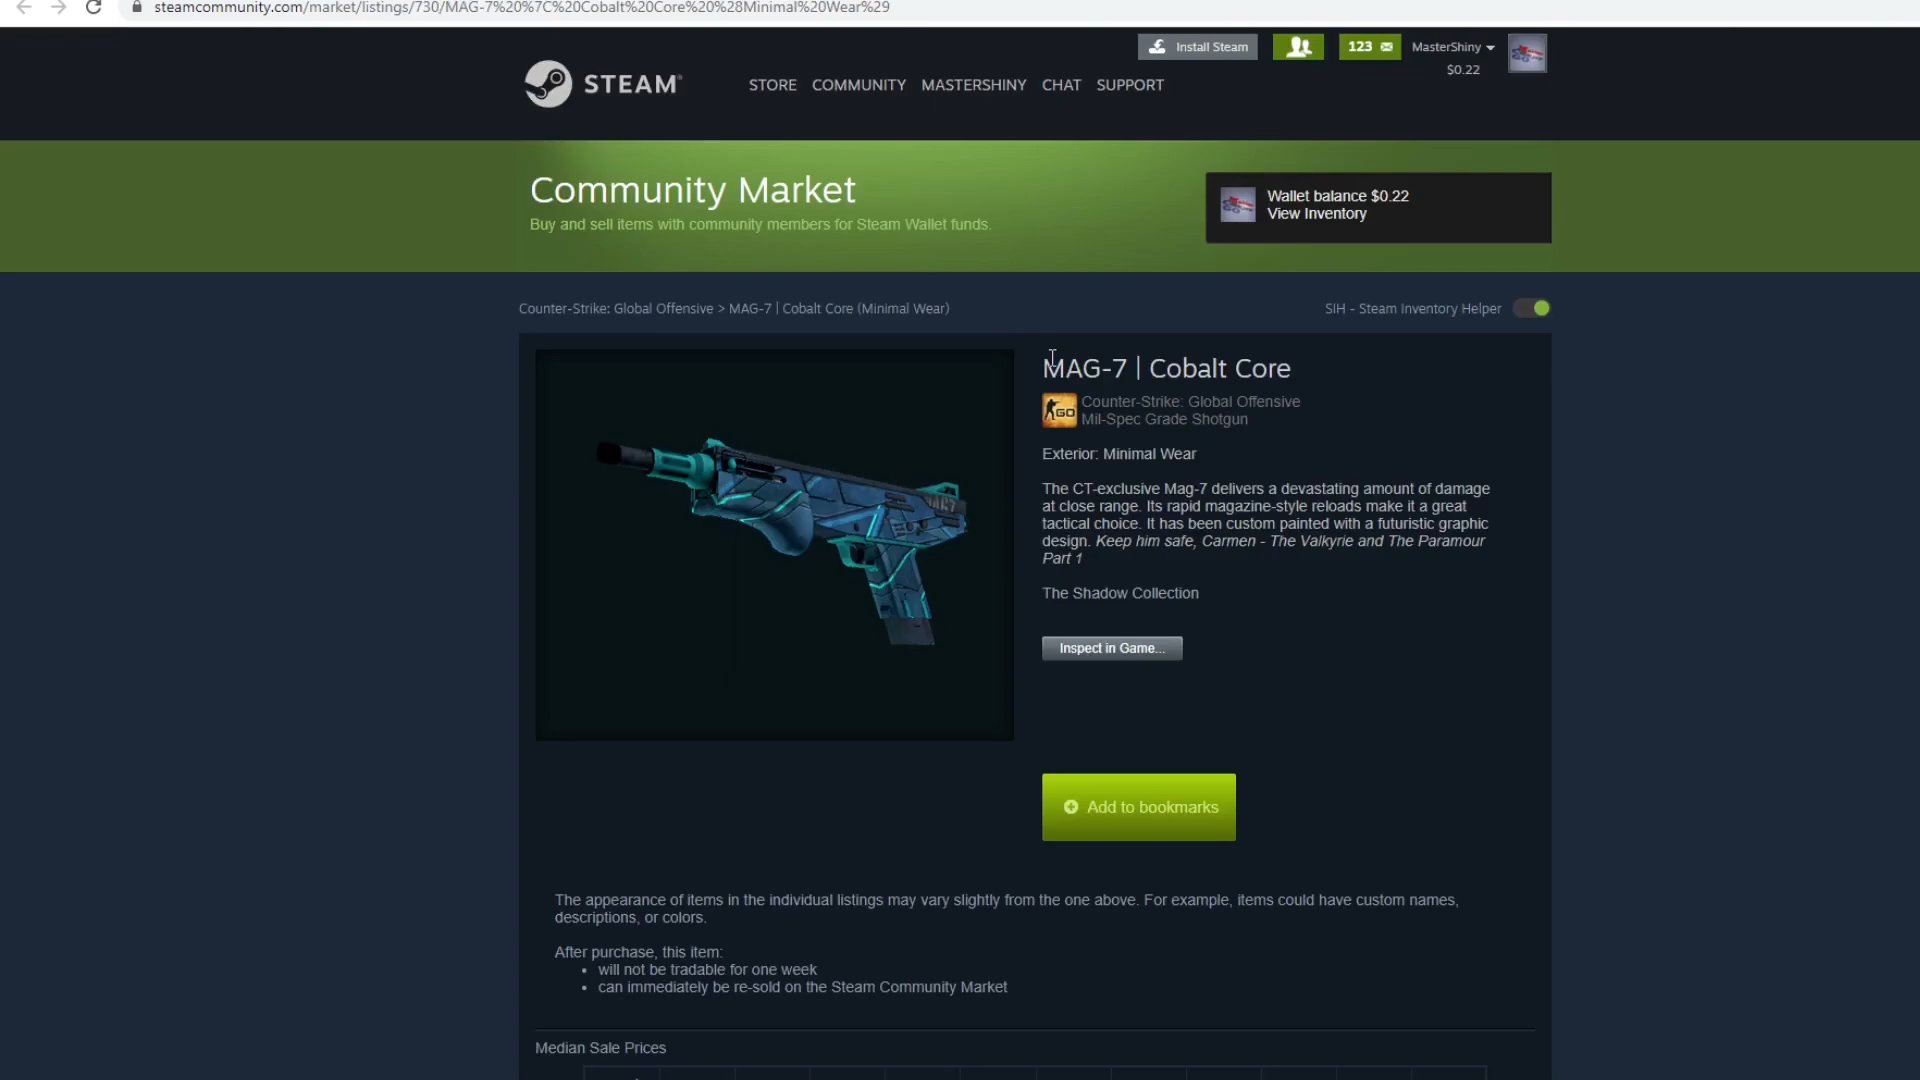 steamcommunity.com/market/listings/730/MAG-7%20%7C%20Cobalt%20Core%20%28Minimal%20Wear%29
Install Steam
123
MasterShiny
$0.22
STEAM®
STORE COMMUNITY MASTERSHINY CHAT SUPPORT
Community Market
Buy and sell items with community members for Steam Wallet funds.
Wallet balance $0.22
View Inventory
Counter-Strike: Global Offensive > MAG-7 | Cobalt Core (Minimal Wear)
SIH - Steam Inventory Helper
MAG-7 | Cobalt Core
GO
Counter-Strike: Global Offensive
Mil-Spec Grade Shotgun
Exterior: Minimal Wear
The CT-exclusive Mag-7 delivers a devastating amount of damage
at close range. Its rapid magazine-style reloads make it a great
tactical choice. It has been custom painted with a futuristic graphic
design. Keep him safe, Carmen - The Valkyrie and The Paramour
Part 1
The Shadow Collection
MAG7
Inspect in Game...
Add to bookmarks
The appearance of items in the individual listings may vary slightly from the one above. For example, items could have custom names,
descriptions, or colors.
After purchase, this item:
• will not be tradable for one week
• can immediately be re-sold on the Steam Community Market
Median Sale Prices